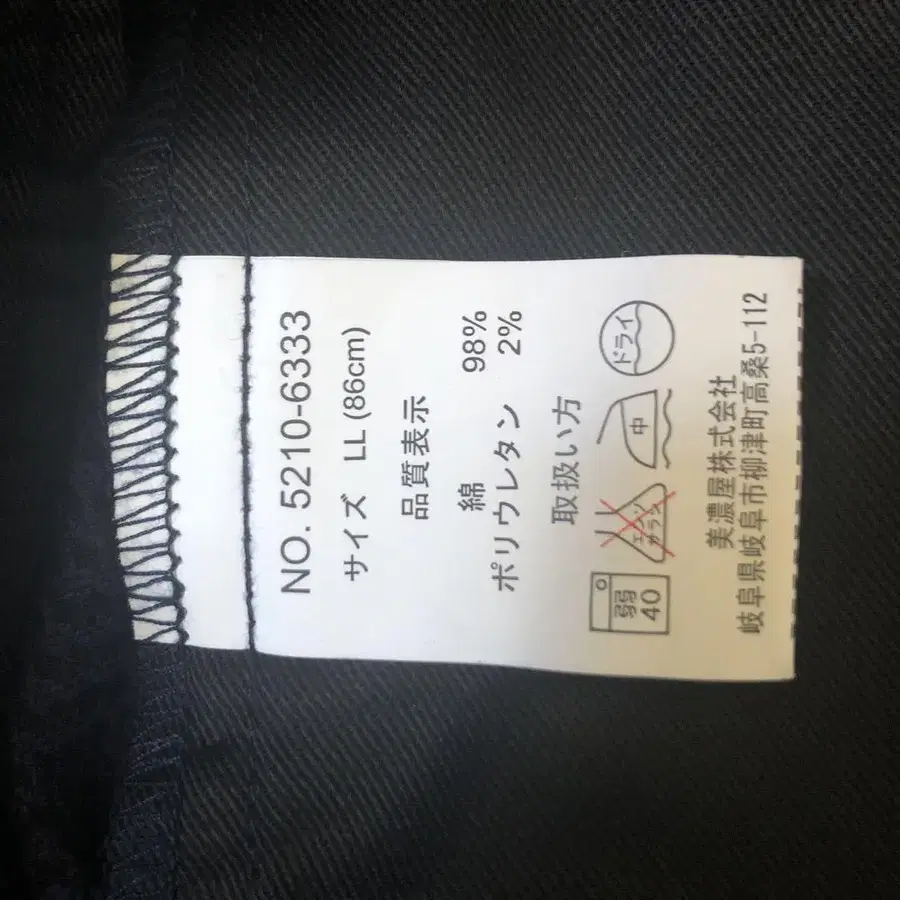 NO. 5210-6333
サイズ LL (86cm)
品質表示
綿 98%
ポリウレタン 2%
取扱い方
弱 40 エンソ サラシ 中 ドライ
美濃屋株式会社
岐阜県岐阜市柳津町高桑5-112